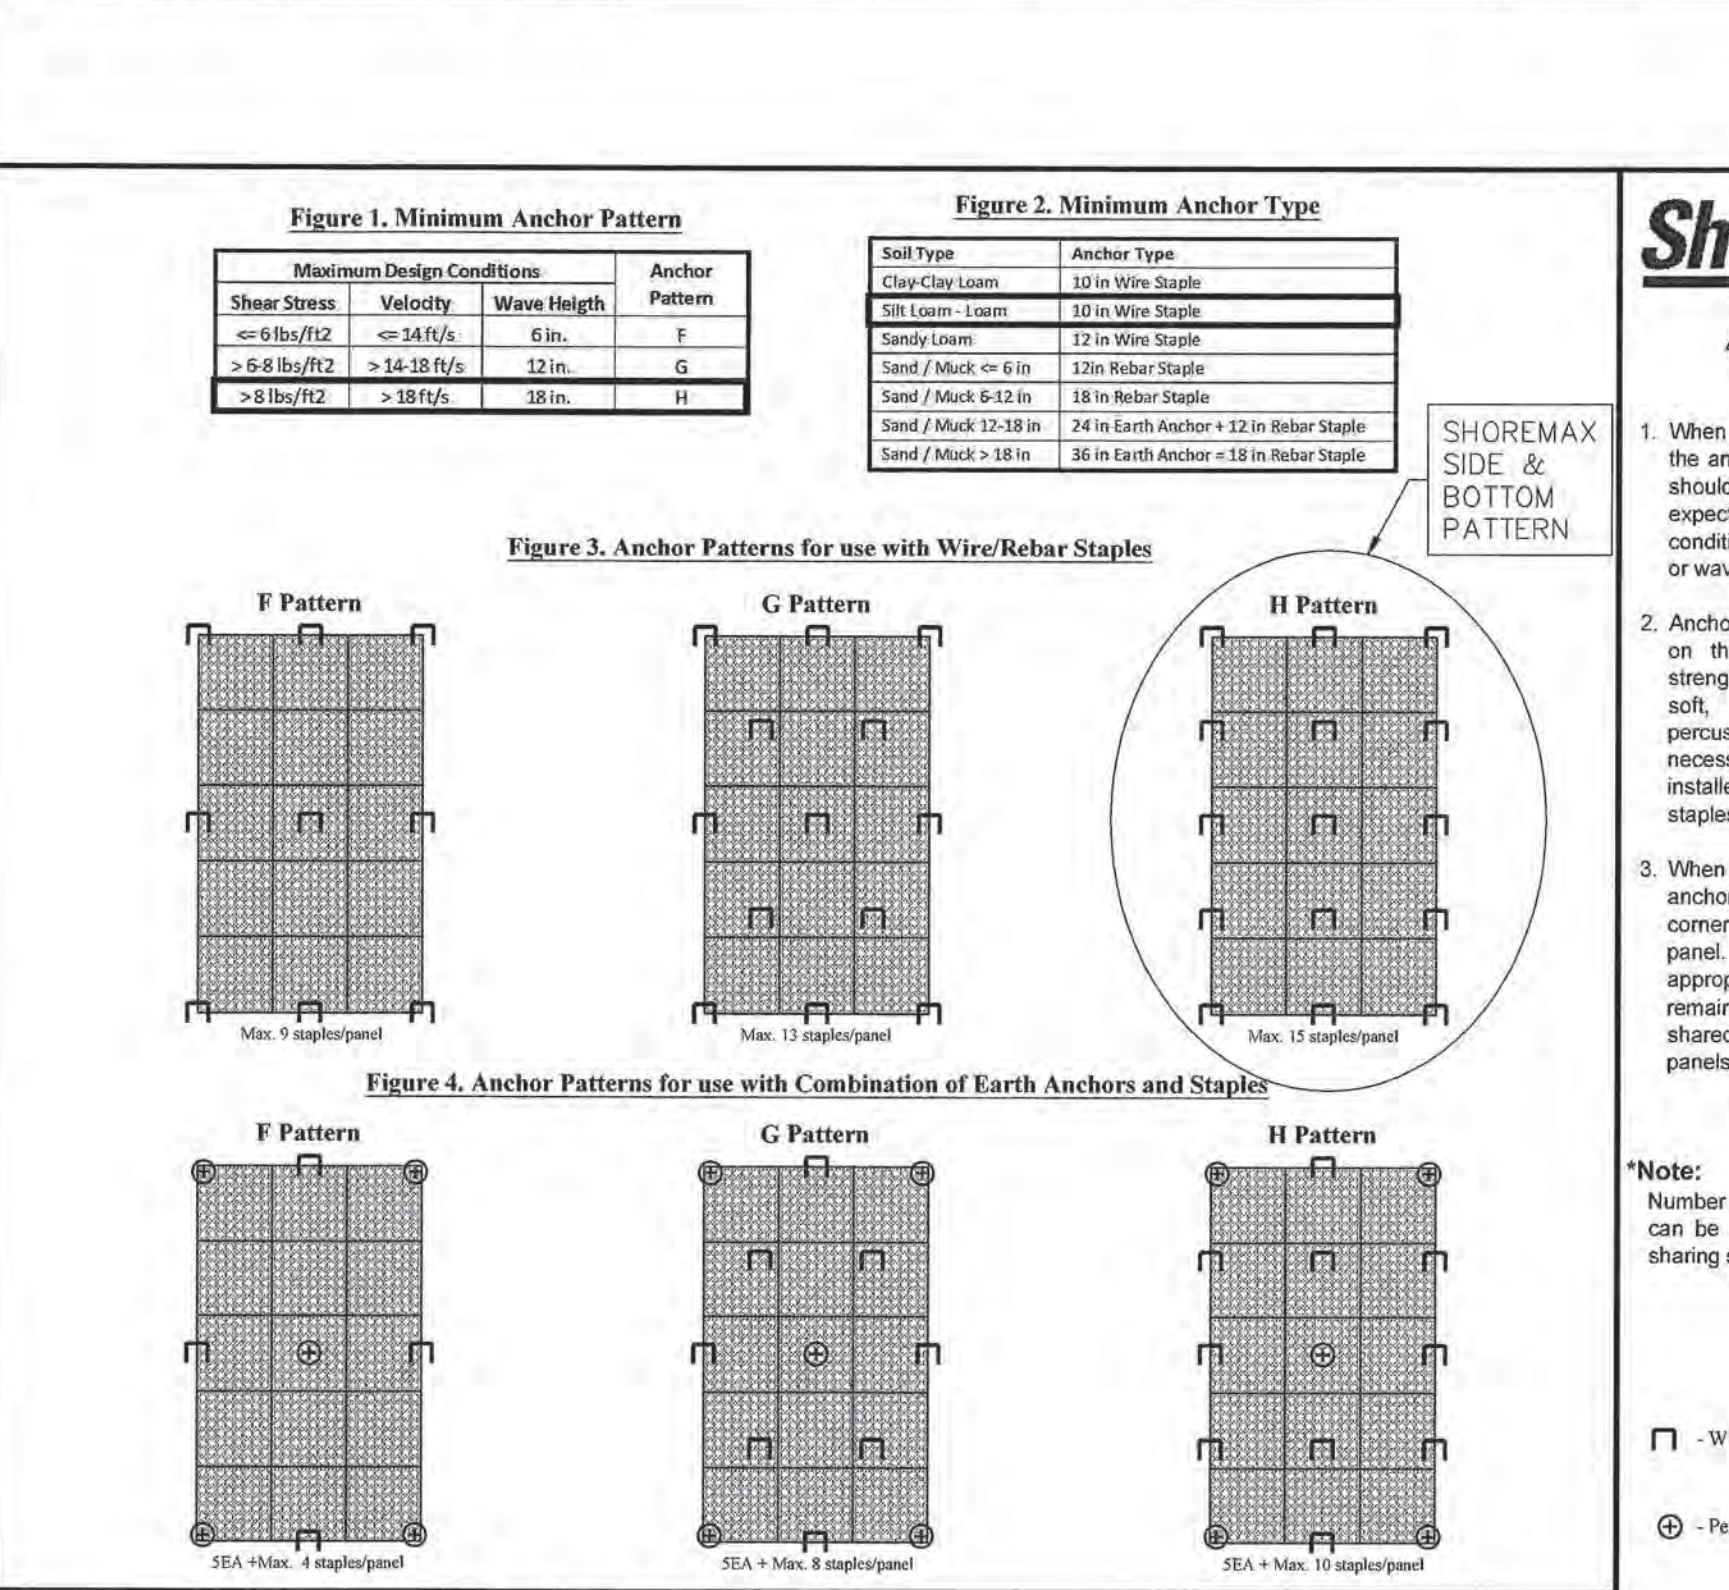 Figure 1. Minimum Anchor Pattern
Maximum Design Conditions Anchor Pattern
Shear Stress Velocity Wave Heigth
<= 6 lbs/ft2 <= 14 ft/s 6 in. F
> 6-8 lbs/ft2 > 14-18 ft/s 12 in. G
> 8 lbs/ft2 > 18 ft/s 18 in. H
Figure 2. Minimum Anchor Type
Soil Type Anchor Type
Clay-Clay Loam 10 in Wire Staple
Silt Loam - Loam 10 in Wire Staple
Sandy Loam 12 in Wire Staple
Sand / Muck <= 6 in 12in Rebar Staple
Sand / Muck 6-12 in 18 in Rebar Staple
Sand / Muck 12-18 in 24 in Earth Anchor + 12 in Rebar Staple
Sand / Muck > 18 in 36 in Earth Anchor = 18 in Rebar Staple
SHOREMAX
SIDE &
BOTTOM
PATTERN
Figure 3. Anchor Patterns for use with Wire/Rebar Staples
F Pattern G Pattern H Pattern
Max. 9 staples/panel Max. 13 staples/panel Max. 15 staples/panel
Figure 4. Anchor Patterns for use with Combination of Earth Anchors and Staples
F Pattern G Pattern H Pattern
5EA +Max. 4 staples/panel 5EA + Max. 8 staples/panel 5EA + Max. 10 staples/panel
Sh
1. When
the an
should
expec
condit
or wav
2. Ancho
on th
streng
soft,
percus
necess
installe
staples
3. When
anchor
corner
panel.
approp
remain
shared
panels
*Note:
Number
can be
sharing s
- W
- Pe